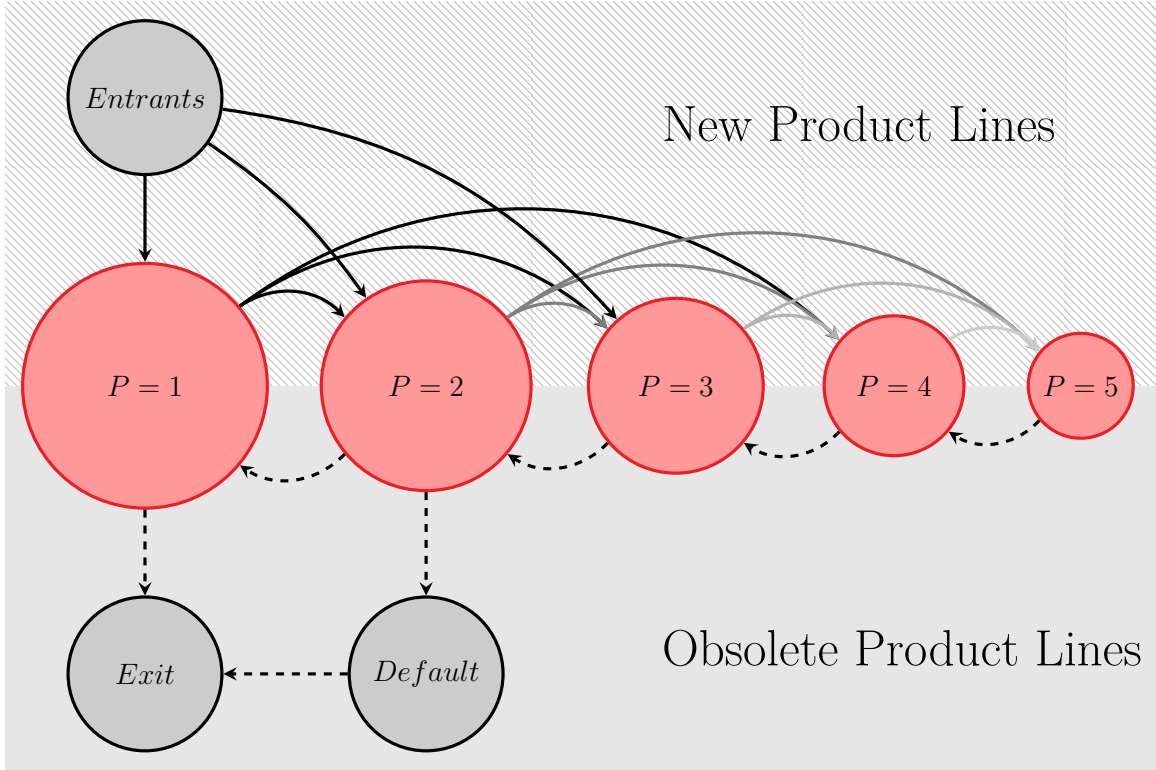 Entrants
New Product Lines
P = 1
P = 2
P = 3
P = 4
P = 5
Exit
Default
Obsolete Product Lines